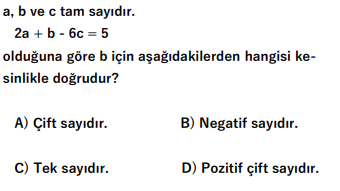 a, b ve c tam sayıdır.
2a + b - 6c = 5
olduğuna göre b için aşağıdakilerden hangisi ke-
sinlikle doğrudur?
A) Çift sayıdır. B) Negatif sayıdır.
C) Tek sayıdır. D) Pozitif çift sayıdır.